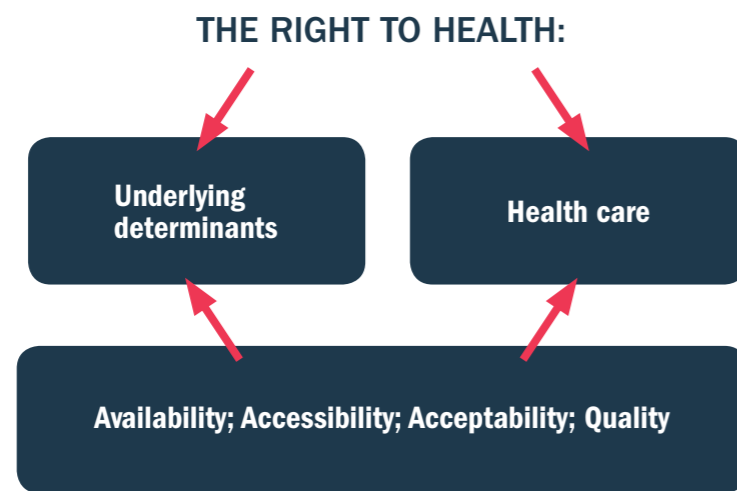 THE RIGHT TO HEALTH:
Underlying
determinants
Health care
Availability; Accessibility; Acceptability; Quality